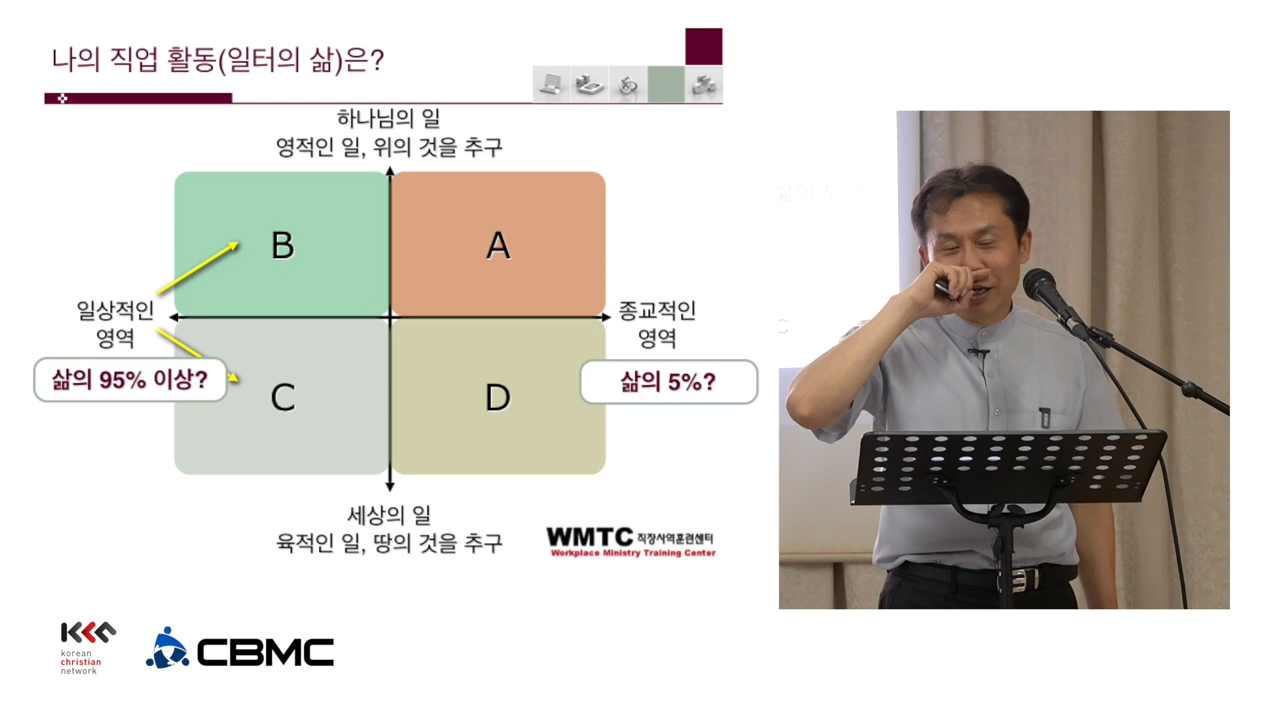 나의 직업 활동(일터의 삶)은?
하나님의 일
영적인 일, 위의 것을 추구
B
A
일상적인
영역
종교적인
영역
삶의 95% 이상?
삶의 5%?
C
D
세상의 일
육적인 일, 땅의 것을 추구
WMTC 직장사역훈련센터
Workplace Ministry Training Center
KCN
korean
christian
network
CBMC